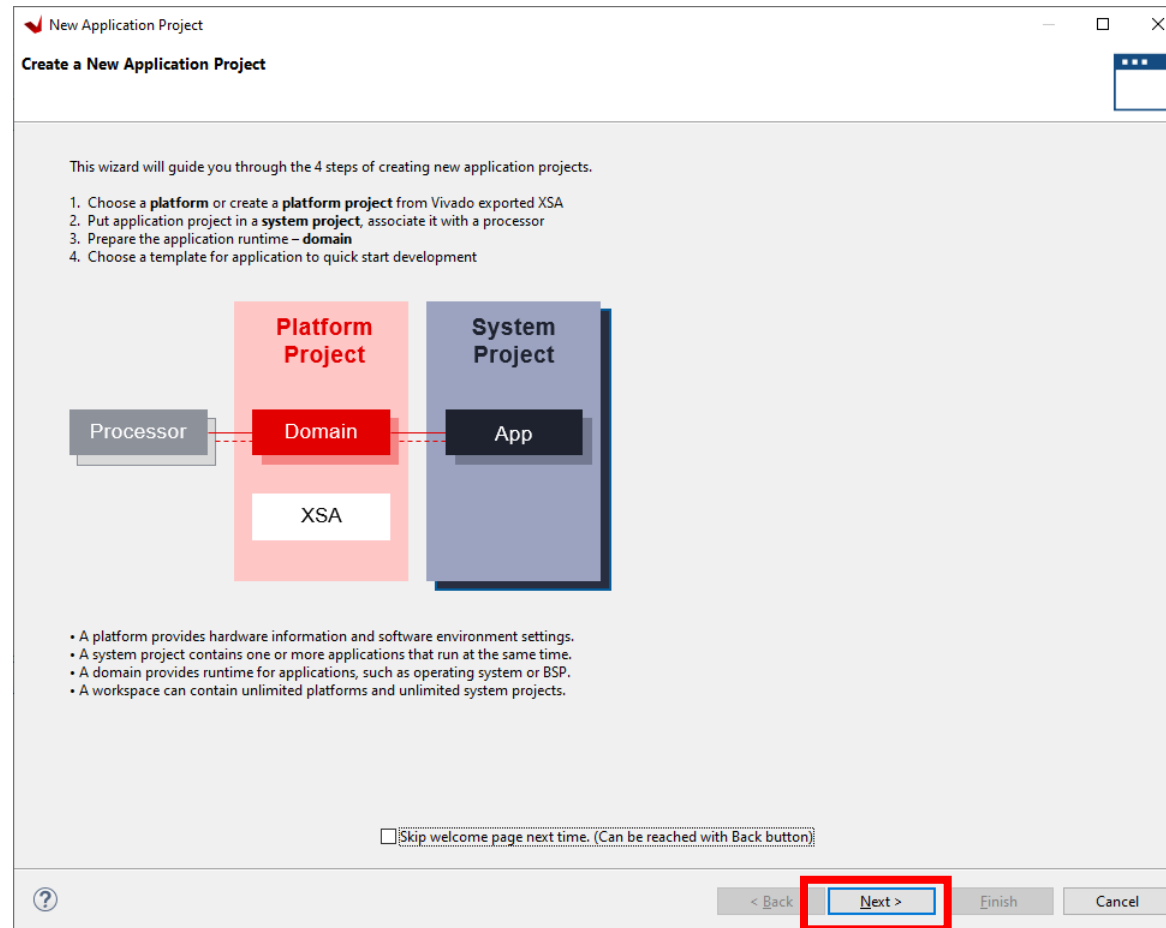 New Application Project
Create a New Application Project
This wizard will guide you through the 4 steps of creating new application projects.
1. Choose a platform or create a platform project from Vivado exported XSA
2. Put application project in a system project, associate it with a processor
3. Prepare the application runtime – domain
4. Choose a template for application to quick start development
Platform
Project
System
Project
Processor
Domain
App
XSA
• A platform provides hardware information and software environment settings.
• A system project contains one or more applications that run at the same time.
• A domain provides runtime for applications, such as operating system or BSP.
• A workspace can contain unlimited platforms and unlimited system projects.
Skip welcome page next time. (Can be reached with Back button)
? < Back Next > Finish Cancel